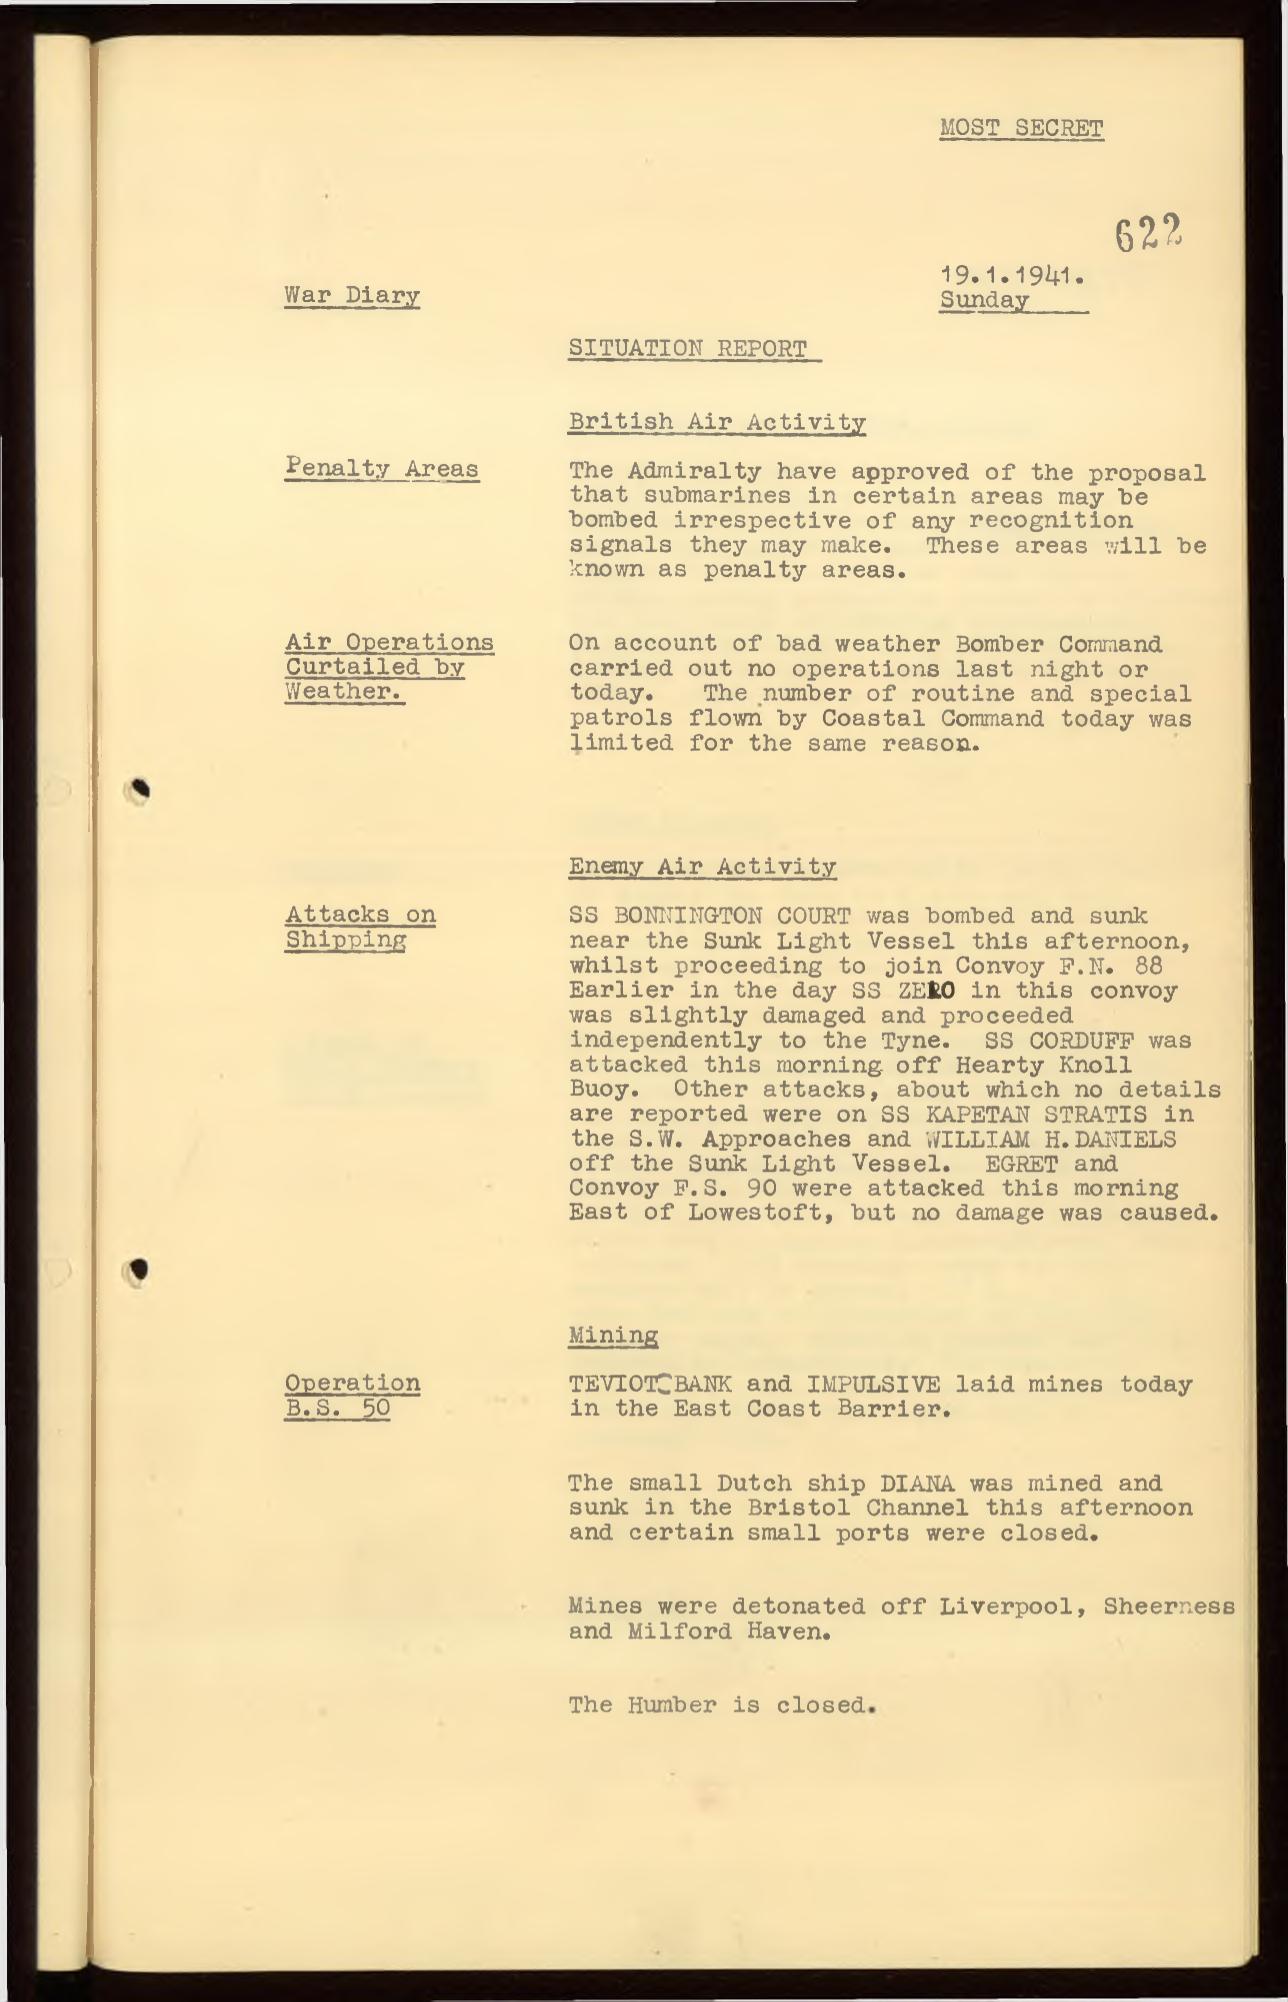 MOST SECRET
622
19.1.1941.
War Diary
Sunday
SITUATION REPORT
British Air Activity
Penalty Areas
The Admiralty have approved of the proposal
that submarines in certain areas may be
bombed irrespective of any recognition
signals they may make. These areas will be
known as penalty areas.
Air Operations
Curtailed by
Weather.
On account of bad weather Bomber Command
carried out no operations last night or
today. The number of routine and special
patrols flown by Coastal Command today was
limited for the same reason.
Enemy Air Activity
Attacks on
Shipping
SS BONNINGTON COURT was bombed and sunk
near the Sunk Light Vessel this afternoon,
whilst proceeding to join Convoy F.N. 88
Earlier in the day SS ZERO in this convoy
was slightly damaged and proceeded
independently to the Tyne. SS CORDUFF was
attacked this morning off Hearty Knoll
Buoy. Other attacks, about which no details
are reported were on SS KAPETAN STRATIS in
the S.W. Approaches and WILLIAM H.DANIELS
off the Sunk Light Vessel. EGRET and
Convoy F.S. 90 were attacked this morning
East of Lowestoft, but no damage was caused.
Mining
Operation
B.S. 50
TEVIOT BANK and IMPULSIVE laid mines today
in the East Coast Barrier.
The small Dutch ship DIANA was mined and
sunk in the Bristol Channel this afternoon
and certain small ports were closed.
Mines were detonated off Liverpool, Sheerness
and Milford Haven.
The Humber is closed.